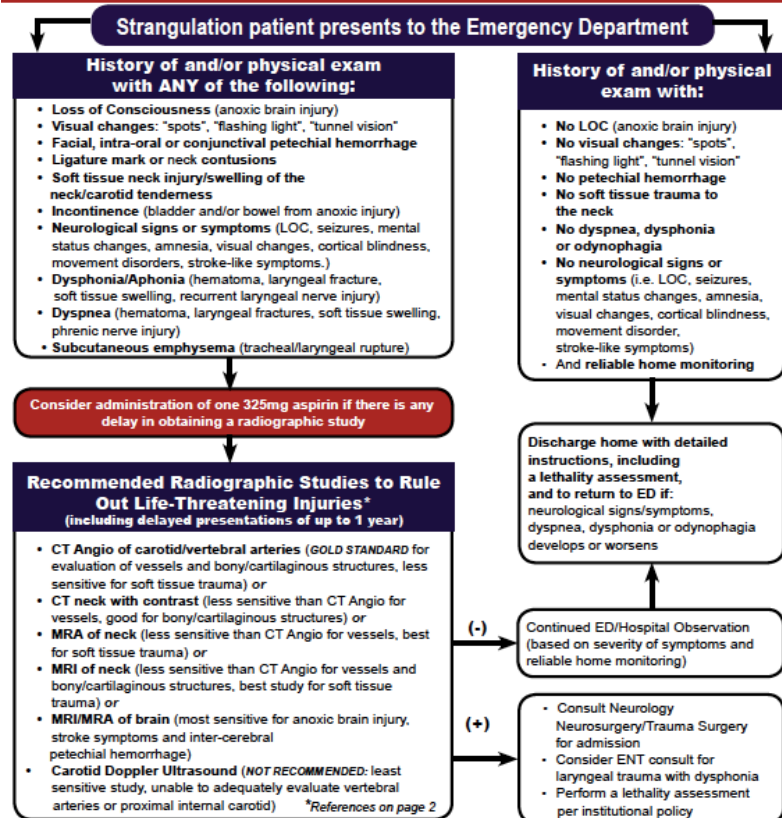 Strangulation patient presents to the Emergency Department
History of and/or physical exam
with ANY of the following:
• Loss of Consciousness (anoxic brain injury)
• Visual changes: “spots”, “flashing light”, “tunnel vision”
• Facial, intra-oral or conjunctival petechial hemorrhage
• Ligature mark or neck contusions
• Soft tissue neck injury/swelling of the
neck/carotid tenderness
• Incontinence (bladder and/or bowel from anoxic injury)
• Neurological signs or symptoms (LOC, seizures, mental
status changes, amnesia, visual changes, cortical blindness,
movement disorders, stroke-like symptoms.)
• Dysphonia/Aphonia (hematoma, laryngeal fracture,
soft tissue swelling, recurrent laryngeal nerve injury)
• Dyspnea (hematoma, laryngeal fractures, soft tissue swelling,
phrenic nerve injury)
• Subcutaneous emphysema (tracheal/laryngeal rupture)
Consider administration of one 325mg aspirin if there is any
delay in obtaining a radiographic study
Recommended Radiographic Studies to Rule
Out Life-Threatening Injuries*
(including delayed presentations of up to 1 year)
• CT Angio of carotid/vertebral arteries (GOLD STANDARD for
evaluation of vessels and bony/cartilaginous structures, less
sensitive for soft tissue trauma) or
• CT neck with contrast (less sensitive than CT Angio for
vessels, good for bony/cartilaginous structures) or
• MRA of neck (less sensitive than CT Angio for vessels, best
for soft tissue trauma) or
• MRI of neck (less sensitive than CT Angio for vessels and
bony/cartilaginous structures, best study for soft tissue
trauma) or
• MRI/MRA of brain (most sensitive for anoxic brain injury,
stroke symptoms and inter-cerebral
petechial hemorrhage)
• Carotid Doppler Ultrasound (NOT RECOMMENDED: least
sensitive study, unable to adequately evaluate vertebral
arteries or proximal internal carotid) *References on page 2
History of and/or physical
exam with:
• No LOC (anoxic brain injury)
• No visual changes: “spots”,
“flashing light”, “tunnel vision”
• No petechial hemorrhage
• No soft tissue trauma to
the neck
• No dyspnea, dysphonia
or odynophagia
• No neurological signs or
symptoms (i.e. LOC, seizures,
mental status changes, amnesia,
visual changes, cortical blindness,
movement disorder,
stroke-like symptoms)
• And reliable home monitoring
Discharge home with detailed
instructions, including
a lethality assessment,
and to return to ED if:
neurological signs/symptoms,
dyspnea, dysphonia or odynophagia
develops or worsens
(-)
Continued ED/Hospital Observation
(based on severity of symptoms and
reliable home monitoring)
(+)
• Consult Neurology
Neurosurgery/Trauma Surgery
for admission
• Consider ENT consult for
laryngeal trauma with dysphonia
• Perform a lethality assessment
per institutional policy